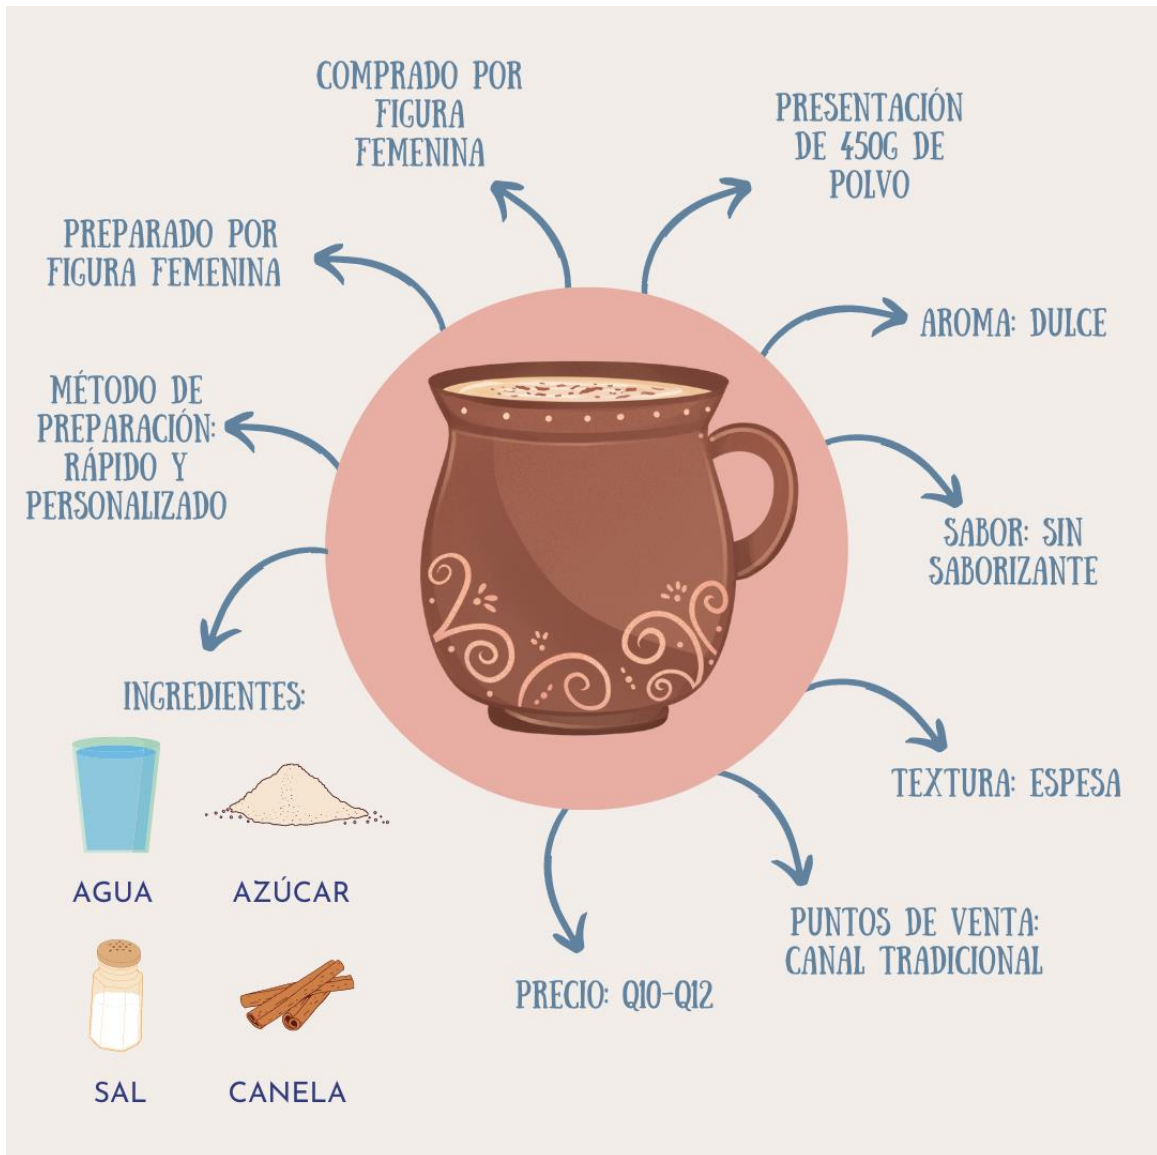 COMPRADO POR
FIGURA
FEMENINA
PRESENTACIÓN
DE 450G DE
POLVO
PREPARADO POR
FIGURA FEMENINA
AROMA: DULCE
MÉTODO DE
PREPARACIÓN:
RÁPIDO Y
PERSONALIZADO
SABOR: SIN
SABORIZANTE
INGREDIENTES:
AGUA
AZÚCAR
SAL
CANELA
TEXTURA: ESPESA
PUNTOS DE VENTA:
CANAL TRADICIONAL
PRECIO: Q10-Q12